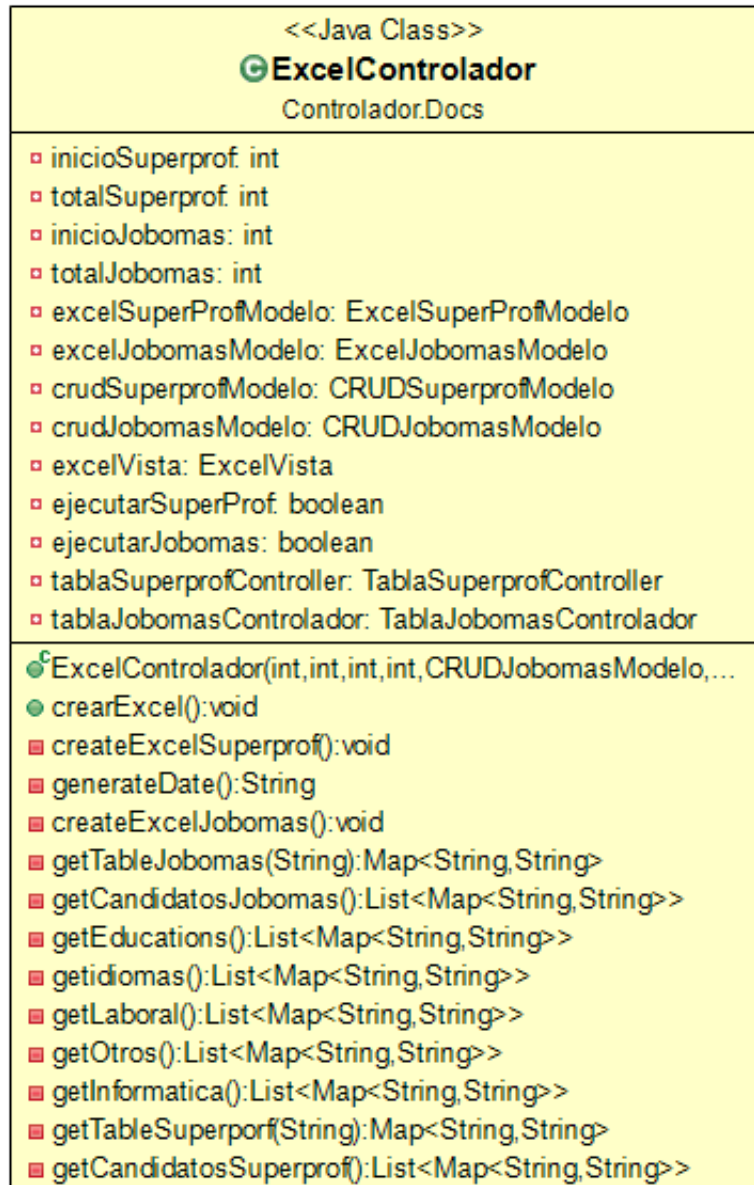 <<Java Class>>
ExcelControlador
Controlador.Docs
inicioSuperprof: int
totalSuperprof: int
inicioJobomas: int
totalJobomas: int
excelSuperProfModelo: ExcelSuperProfModelo
excelJobomasModelo: ExcelJobomasModelo
crudSuperprofModelo: CRUDSuperprofModelo
crudJobomasModelo: CRUDJobomasModelo
excelVista: ExcelVista
ejecutarSuperProf: boolean
ejecutarJobomas: boolean
tablaSuperprofController: TablaSuperprofController
tablaJobomasControlador: TablaJobomasControlador
ExcelControlador(int,int,int,int,CRUDJobomasModelo,...
crearExcel():void
createExcelSuperprof():void
generateDate():String
createExcelJobomas():void
getTableJobomas(String):Map<String,String>
getCandidatosJobomas():List<Map<String,String>>
getEducations():List<Map<String,String>>
getidiomas():List<Map<String,String>>
getLaboral():List<Map<String,String>>
getOtros():List<Map<String,String>>
getInformatica():List<Map<String,String>>
getTableSuperporf(String):Map<String,String>
getCandidatosSuperprof():List<Map<String,String>>